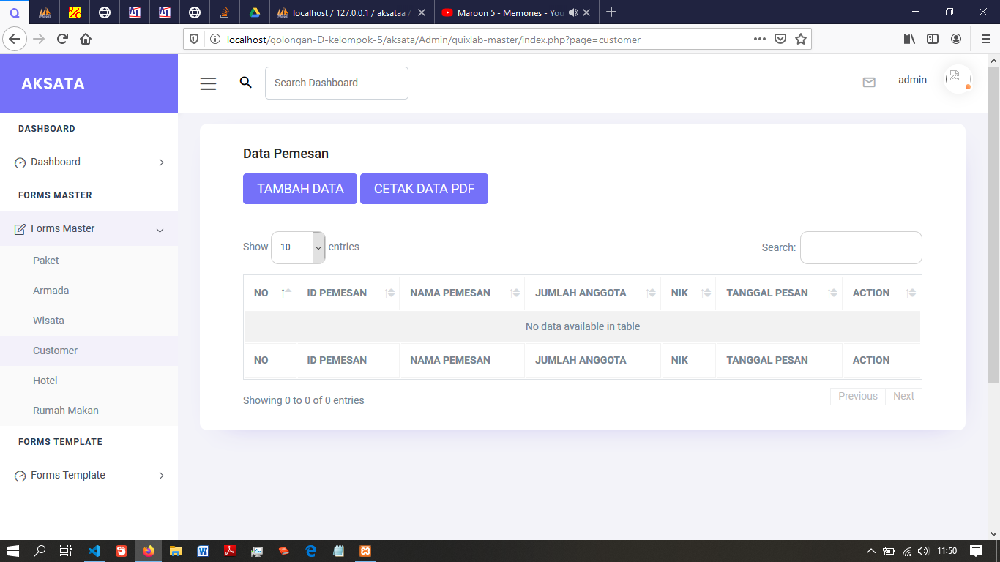 localhost / 127.0.0.1 / aksataa /
Maroon 5 - Memories - You
localhost/golongan-D-kelompok-5/aksata/Admin/quixlab-master/index.php?page=customer
AKSATA
Search Dashboard
admin
DASHBOARD
Dashboard
FORMS MASTER
Forms Master
Paket
Armada
Wisata
Customer
Hotel
Rumah Makan
FORMS TEMPLATE
Forms Template
Data Pemesan
TAMBAH DATA CETAK DATA PDF
Show 10 entries
Search:
NO ID PEMESAN NAMA PEMESAN JUMLAH ANGGOTA NIK TANGGAL PESAN ACTION
No data available in table
NO ID PEMESAN NAMA PEMESAN JUMLAH ANGGOTA NIK TANGGAL PESAN ACTION
Showing 0 to 0 of 0 entries
Previous Next
11:50